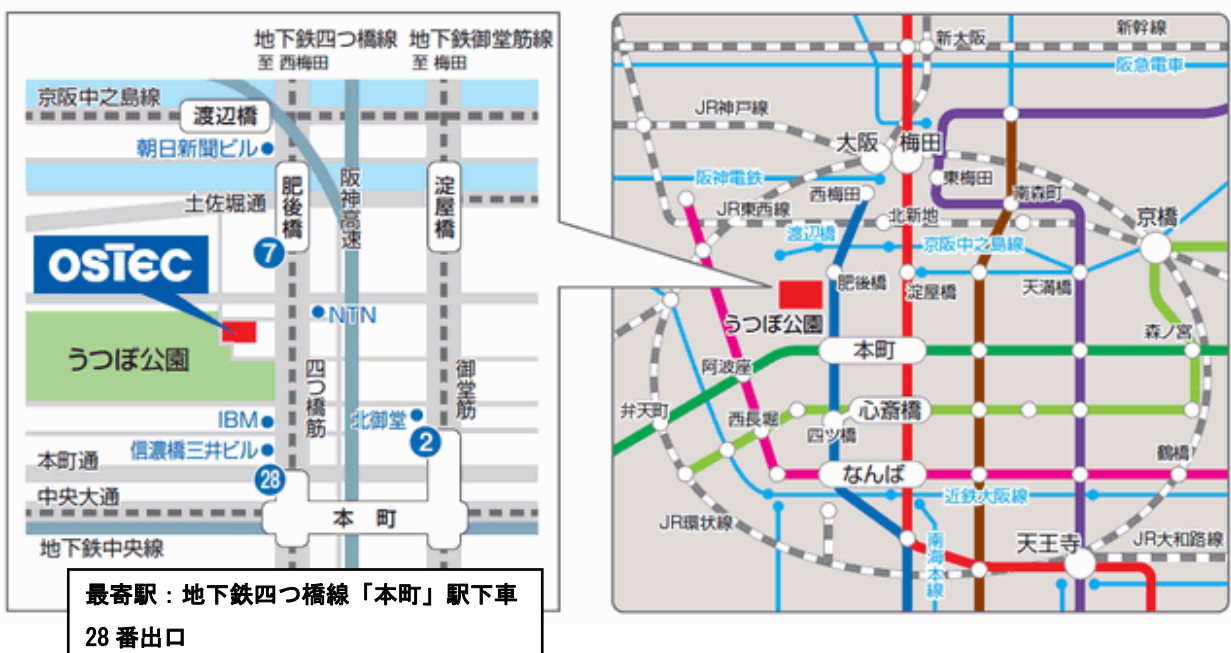 地下鉄四つ橋線
至 西梅田
地下鉄御堂筋線
至 梅田
京阪中之島線
渡辺橋
朝日新聞ビル
肥後橋
淀屋橋
阪神高速
土佐堀通
7
OSTEC
NTN
うつぼ公園
四つ橋筋
御堂筋
IBM
北御堂
2
信濃橋三井ビル
本町通
28
中央大通
本町
地下鉄中央線
最寄駅：地下鉄四つ橋線「本町」駅下車
28 番出口
新大阪
新幹線
阪急電車
JR神戸線
大阪
梅田
阪神電鉄
西梅田
東梅田
南森町
JR東西線
北新地
京橋
渡辺橋
京阪中之島線
肥後橋
淀屋橋
天満橋
うつぼ公園
森ノ宮
本町
阿波座
弁天町
西長堀
心斎橋
四ツ橋
なんば
鶴橋
近鉄大阪線
JR環状線
南海本線
天王寺
JR大和路線